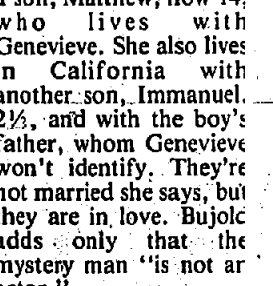 son, Matthew, now 14,
who lives with
Genevieve. She also lives
n California with
another son, Immanuel,
2½, and with the boy's
father, whom Genevieve
won't identify. They're
not married she says, but
they are in love. Bujold
adds only that the
mystery man "is not an